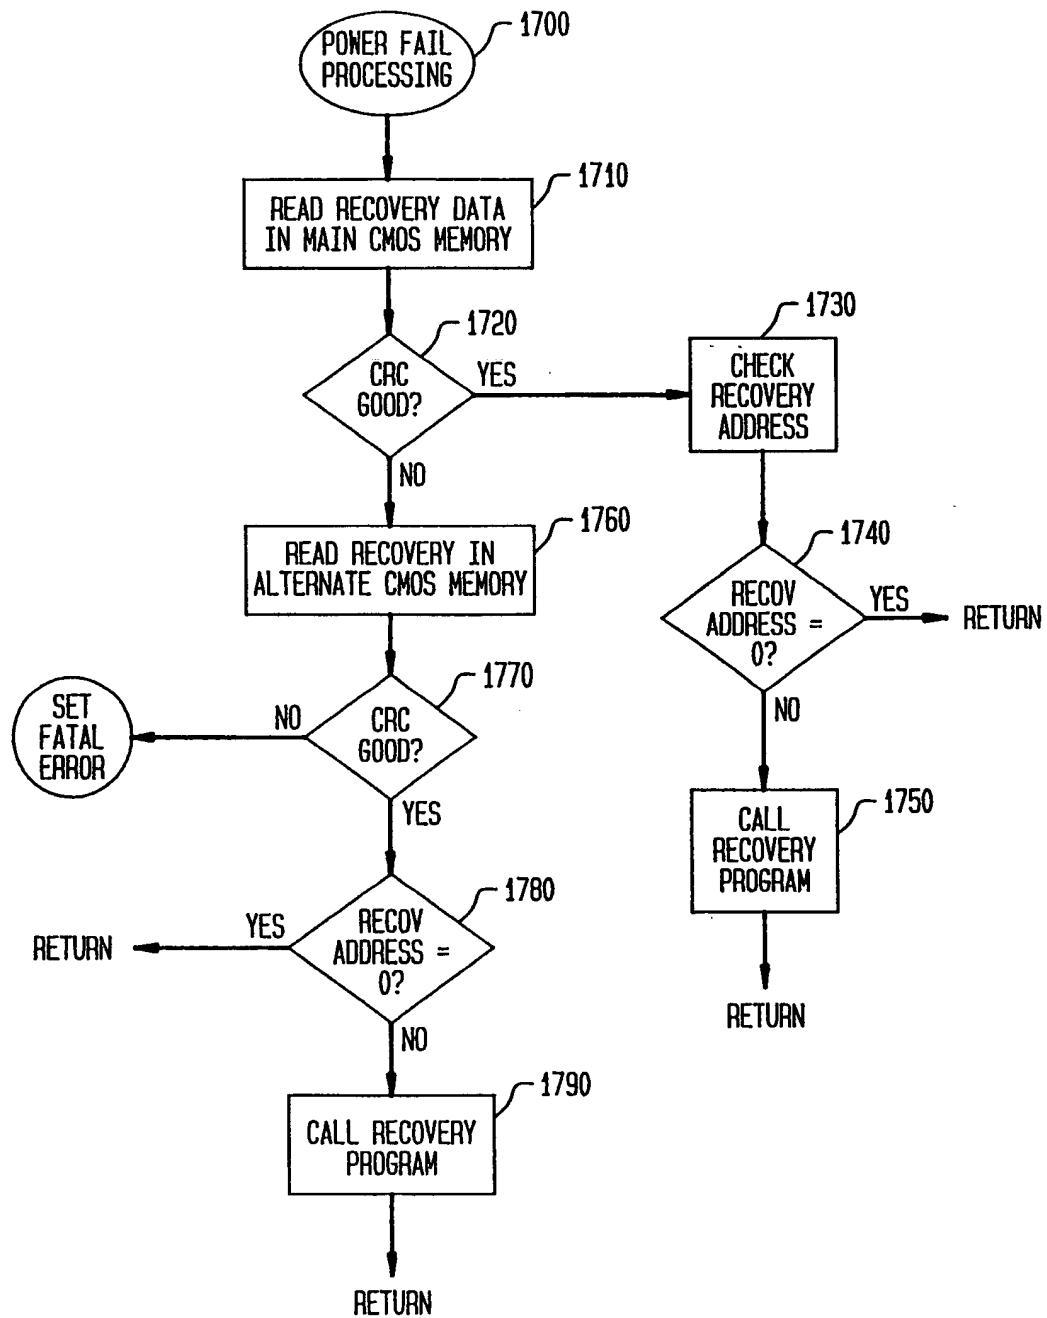 1700
POWER FAIL
PROCESSING
1710
READ RECOVERY DATA
IN MAIN CMOS MEMORY
1720
CRC
GOOD?
YES
NO
1730
CHECK
RECOVERY
ADDRESS
1740
RECOV
ADDRESS =
0?
YES
RETURN
NO
1750
CALL
RECOVERY
PROGRAM
RETURN
1760
READ RECOVERY IN
ALTERNATE CMOS MEMORY
1770
CRC
GOOD?
NO
SET
FATAL
ERROR
YES
1780
RECOV
ADDRESS =
0?
YES
RETURN
NO
1790
CALL RECOVERY
PROGRAM
RETURN